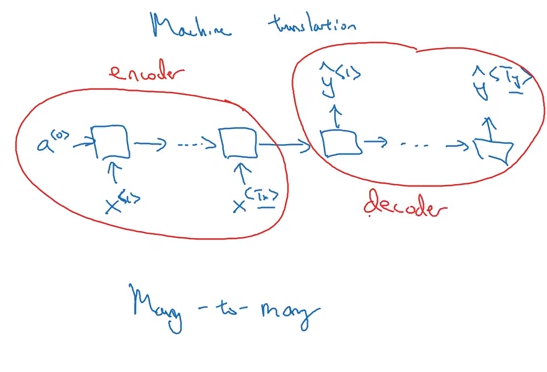 Machine translation
encoder
ŷ<1>
ŷ<Ty>
a<0>
x<1>
x<Tx>
decoder
Many-to-many